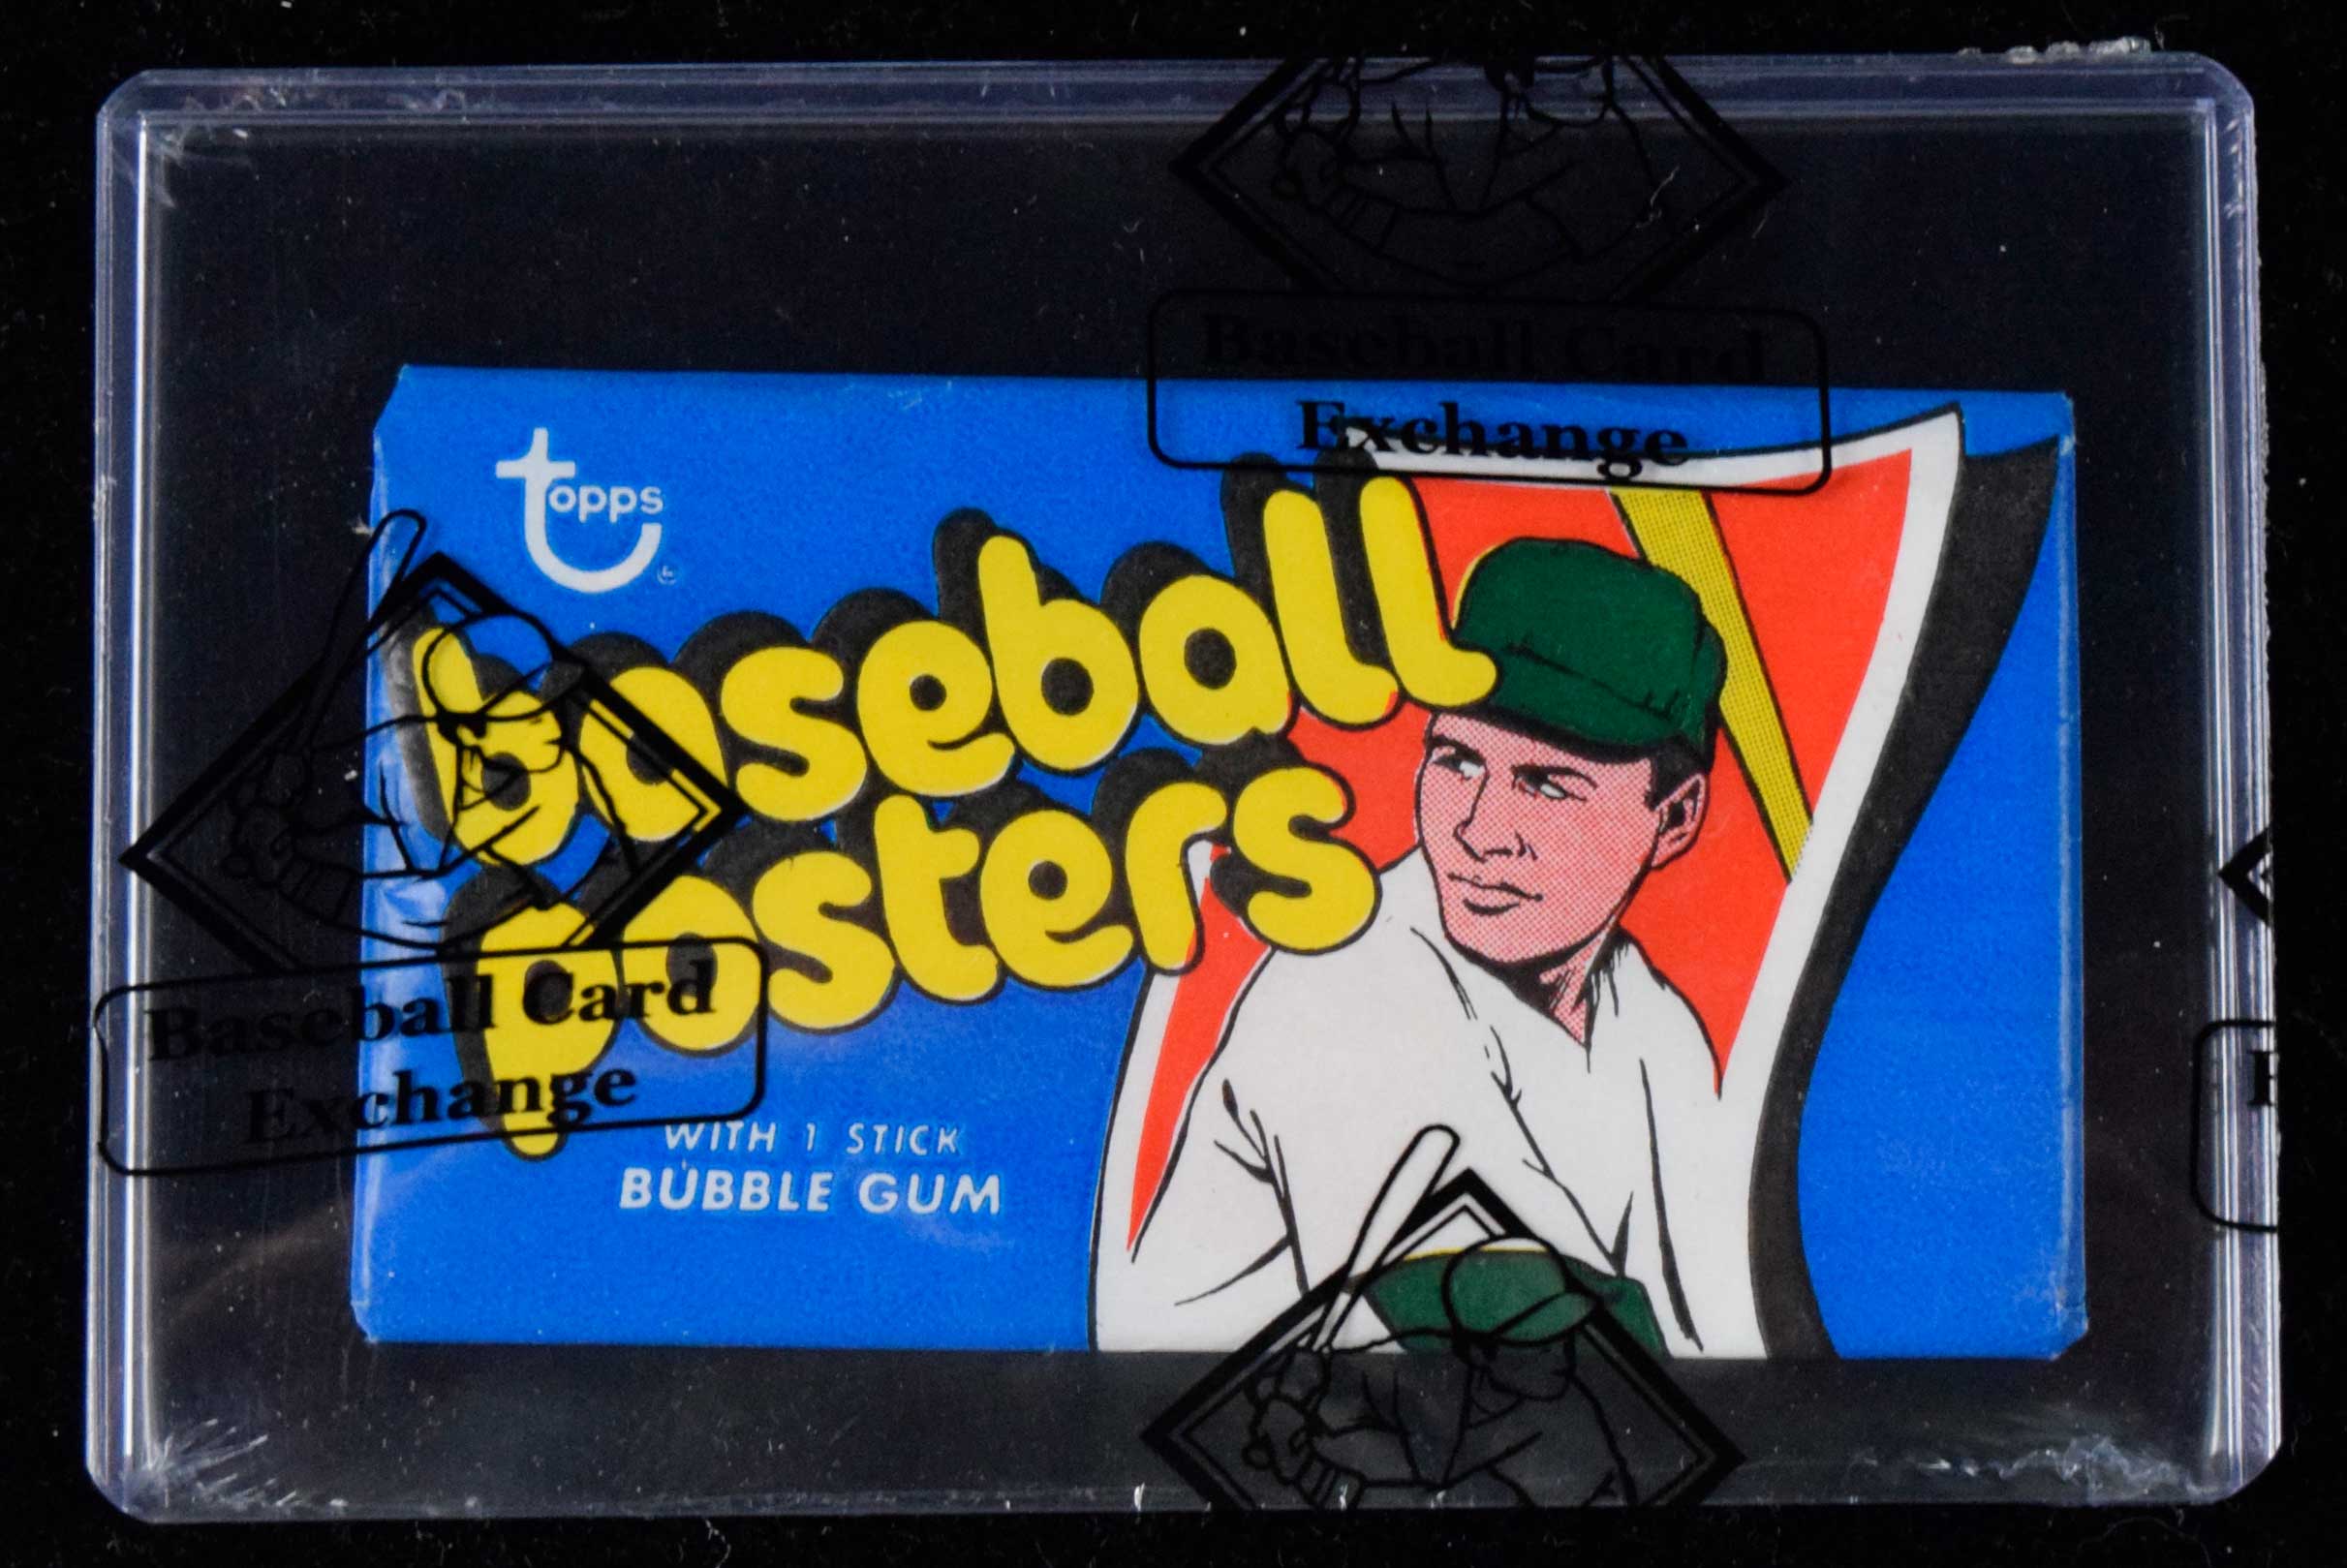 Baseball Card
Exchange
topps
baseball
posters
Baseball Card
Exchange
WITH 1 STICK
BUBBLE GUM